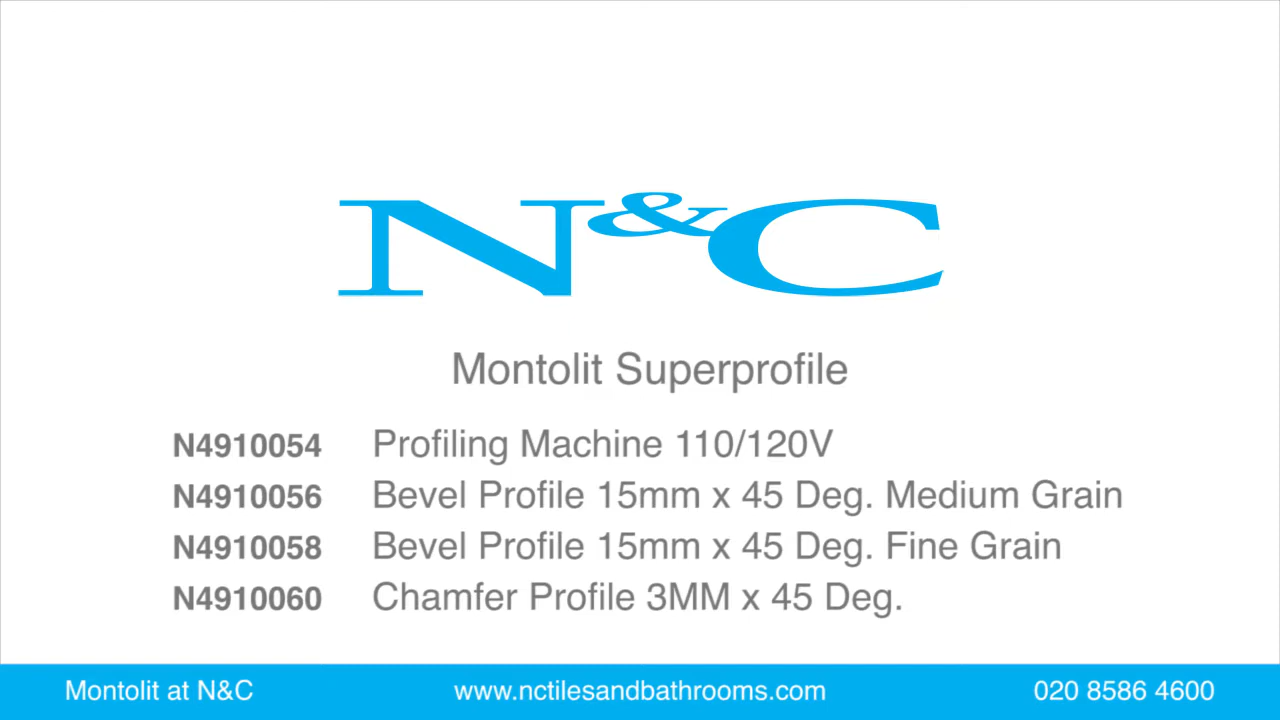 N&C
Montolit Superprofile
N4910054 Profiling Machine 110/120V
N4910056 Bevel Profile 15mm x 45 Deg. Medium Grain
N4910058 Bevel Profile 15mm x 45 Deg. Fine Grain
N4910060 Chamfer Profile 3MM x 45 Deg.
Montolit at N&C www.nctilesandbathrooms.com 020 8586 4600